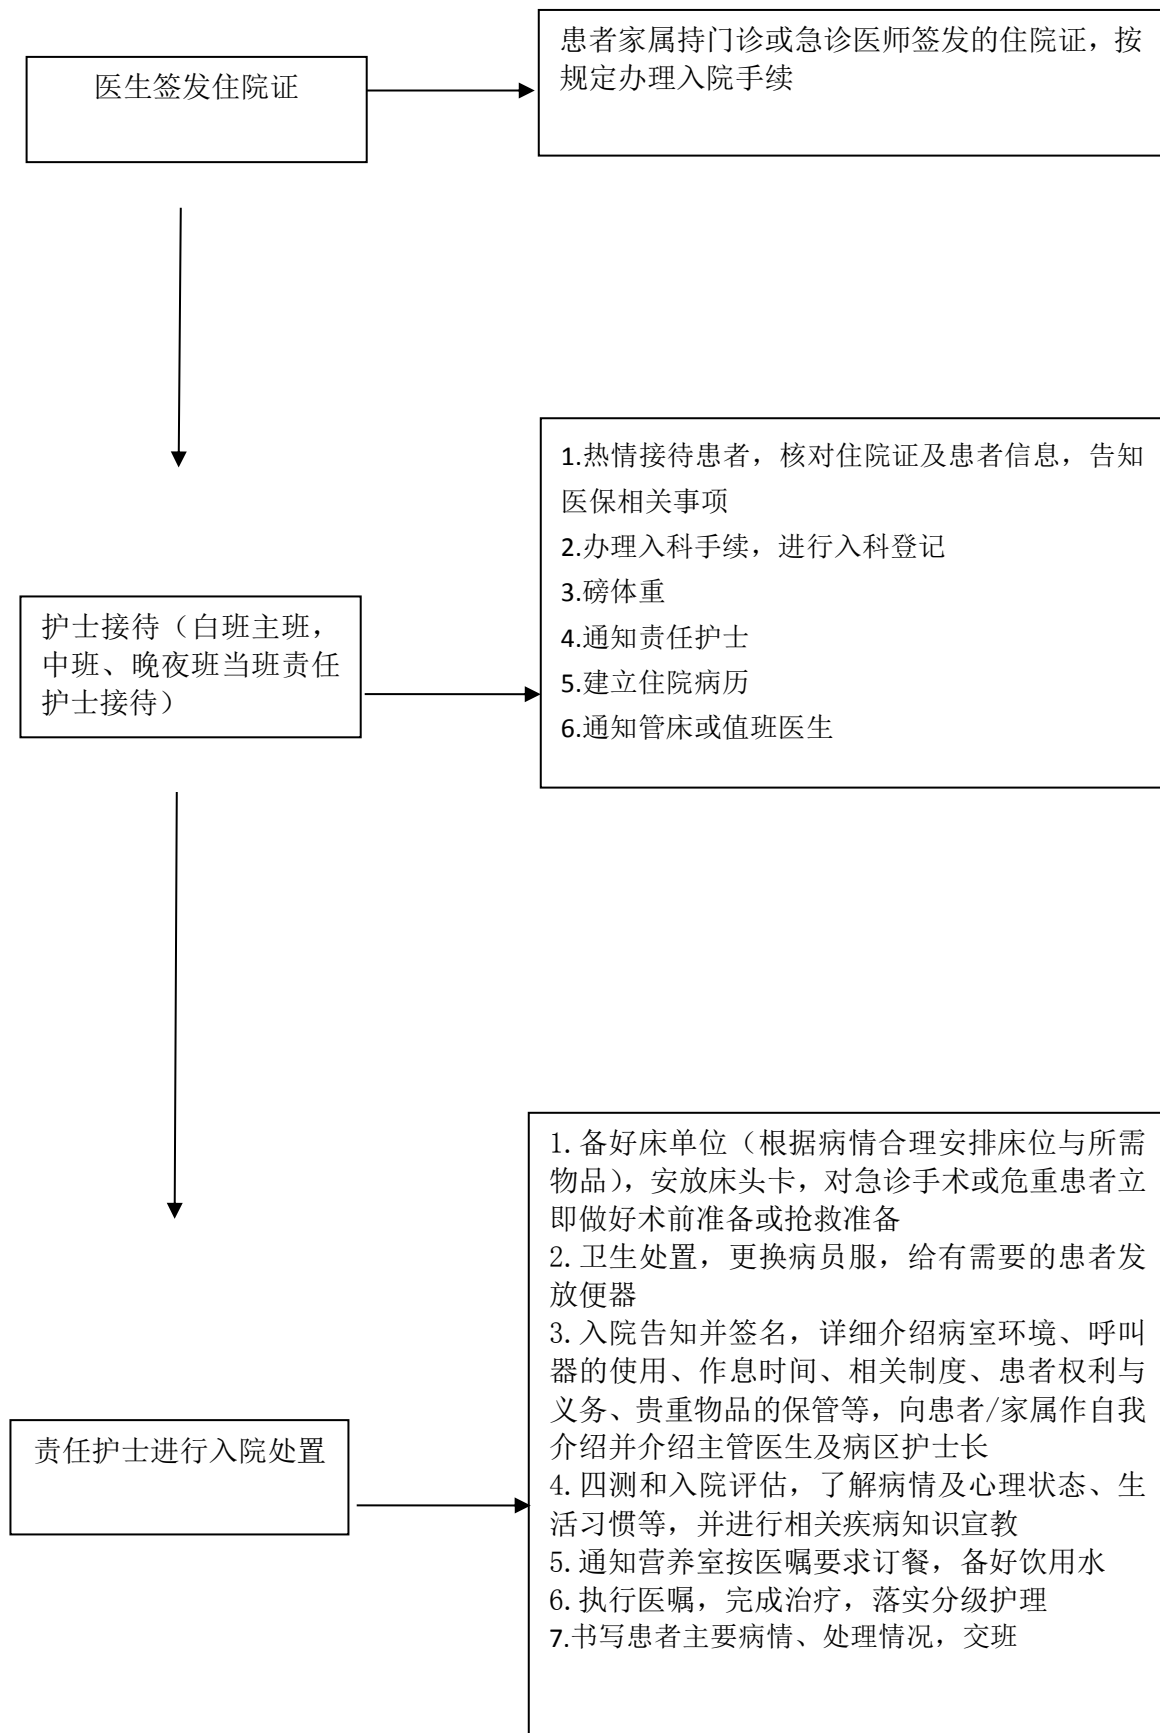 医生签发住院证
患者家属持门诊或急诊医师签发的住院证，按
规定办理入院手续
护士接待（白班主班，
中班、晚夜班当班责任
护士接待）
1.热情接待患者，核对住院证及患者信息，告知
医保相关事项
2.办理入科手续，进行入科登记
3.磅体重
4.通知责任护士
5.建立住院病历
6.通知管床或值班医生
责任护士进行入院处置
1.备好床单位（根据病情合理安排床位与所需
物品），安放床头卡，对急诊手术或危重患者立
即做好术前准备或抢救准备
2.卫生处置，更换病员服，给有需要的患者发
放便器
3.入院告知并签名，详细介绍病室环境、呼叫
器的使用、作息时间、相关制度、患者权利与
义务、贵重物品的保管等，向患者/家属作自我
介绍并介绍主管医生及病区护士长
4.四测和入院评估，了解病情及心理状态、生
活习惯等，并进行相关疾病知识宣教
5.通知营养室按医嘱要求订餐，备好饮用水
6.执行医嘱，完成治疗，落实分级护理
7.书写患者主要病情、处理情况，交班